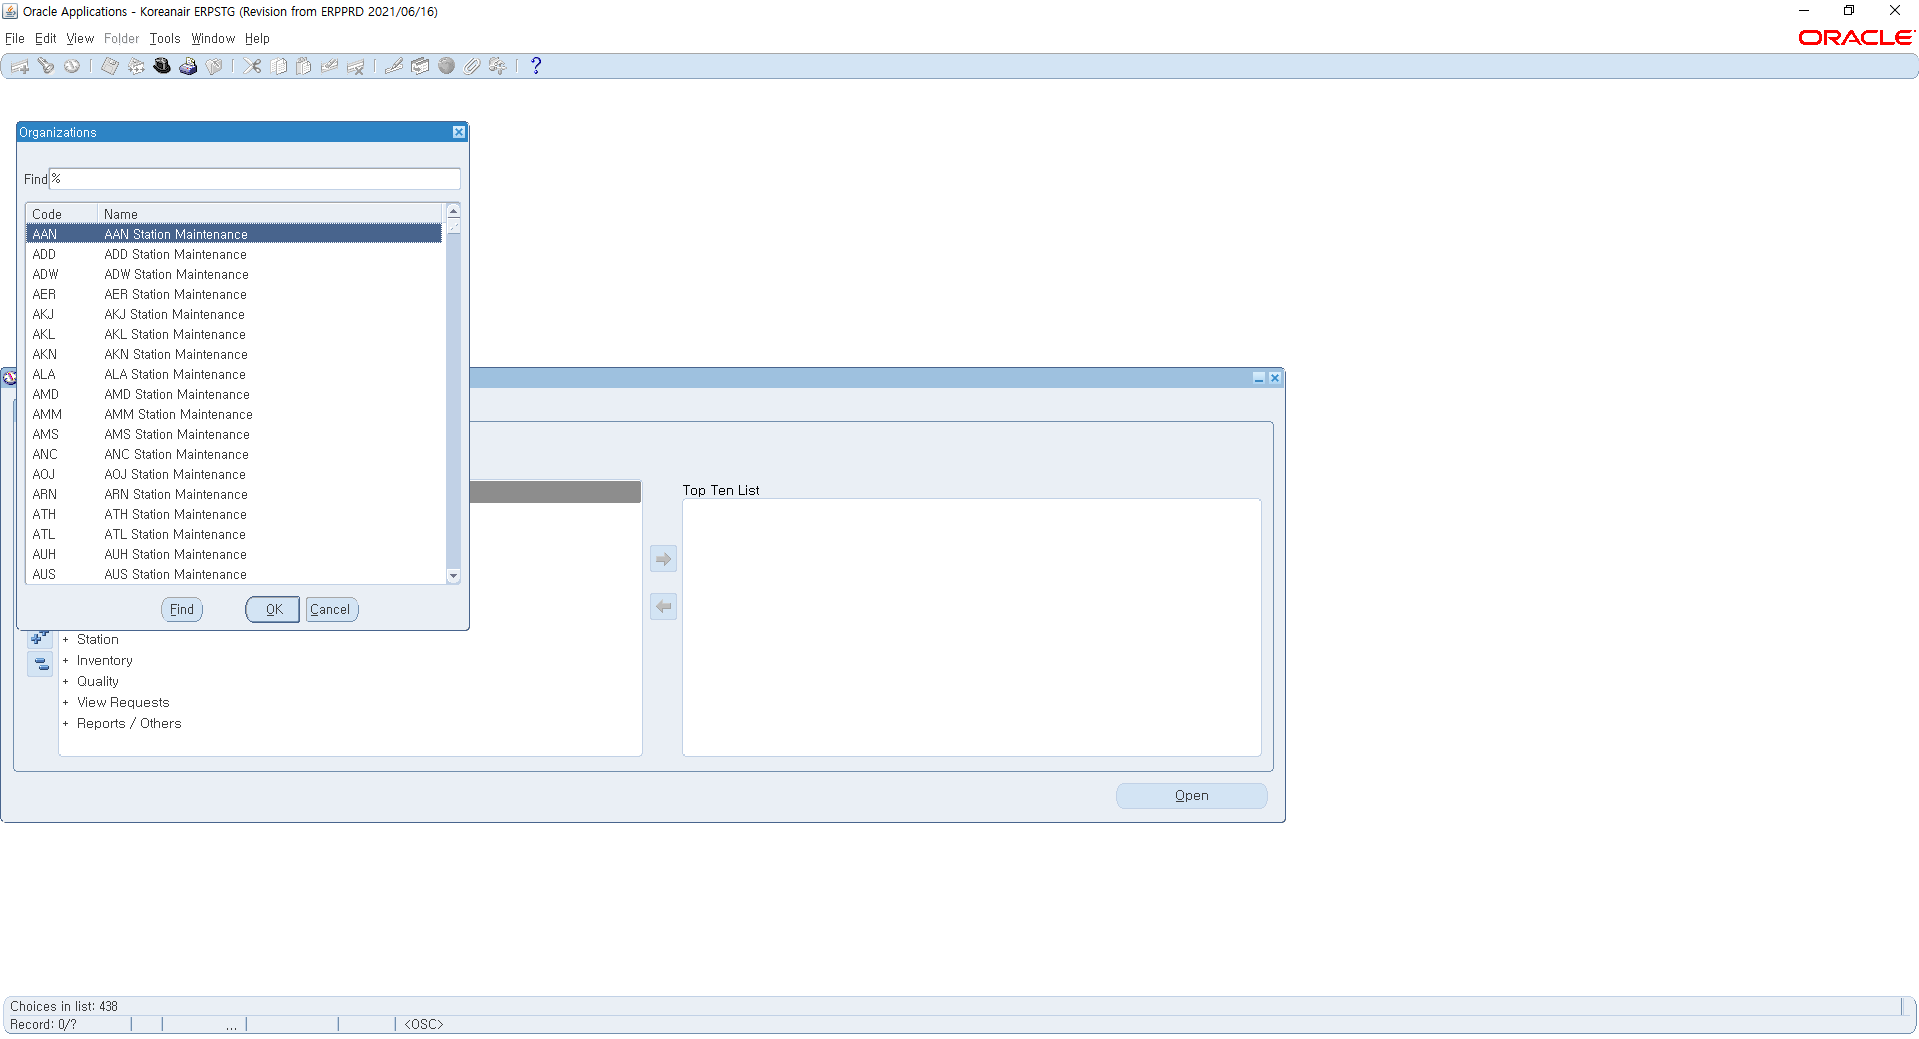 Oracle Applications - Koreanair ERPSTG (Revision from ERPPRD 2021/06/16)
File Edit View Folder Tools Window Help
ORACLE
?
Organizations
Find %
Code Name
AAN AAN Station Maintenance
ADD ADD Station Maintenance
ADW ADW Station Maintenance
AER AER Station Maintenance
AKJ AKJ Station Maintenance
AKL AKL Station Maintenance
AKN AKN Station Maintenance
ALA ALA Station Maintenance
AMD AMD Station Maintenance
AMM AMM Station Maintenance
AMS AMS Station Maintenance
ANC ANC Station Maintenance
AOJ AOJ Station Maintenance
ARN ARN Station Maintenance
ATH ATH Station Maintenance
ATL ATL Station Maintenance
AUH AUH Station Maintenance
AUS AUS Station Maintenance
Find OK Cancel
Top Ten List
+ Station
+ Inventory
+ Quality
+ View Requests
+ Reports / Others
Open
Choices in list: 438
Record: 0/? ... <OSC>